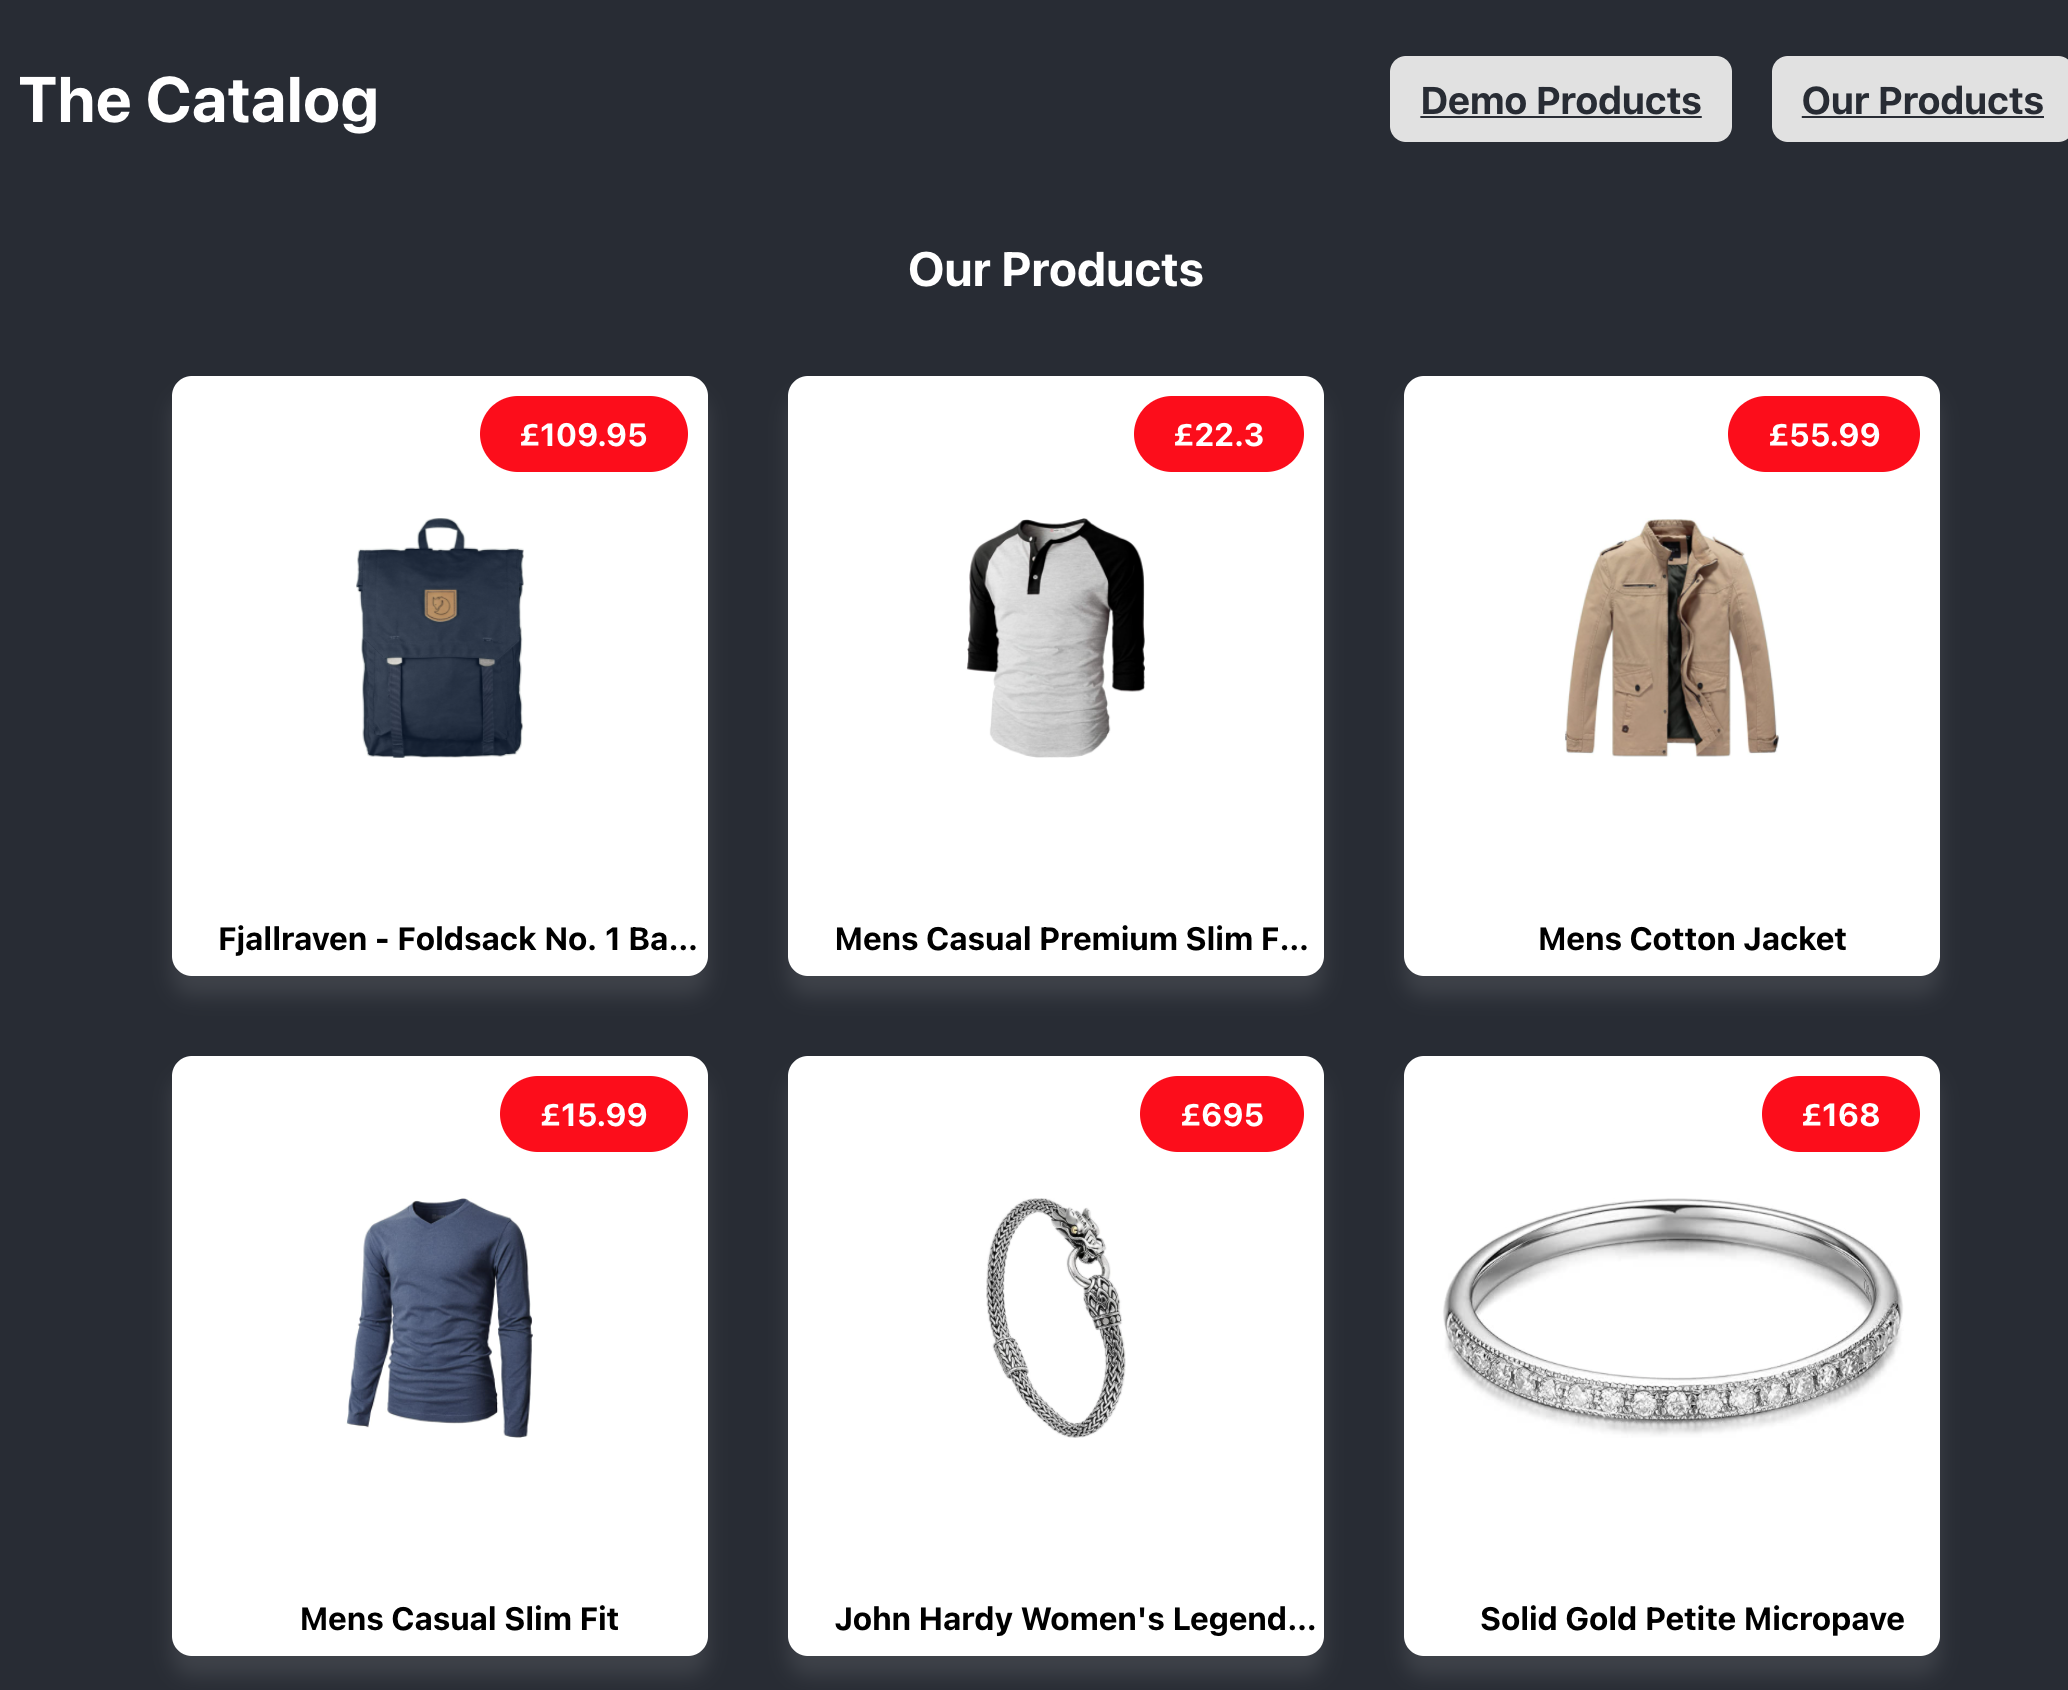 The Catalog
Demo Products
Our Products
Our Products
£109.95
£22.3
£55.99
Fjallraven - Foldsack No. 1 Ba...
Mens Casual Premium Slim F...
Mens Cotton Jacket
£15.99
£695
£168
Mens Casual Slim Fit
John Hardy Women's Legend...
Solid Gold Petite Micropave